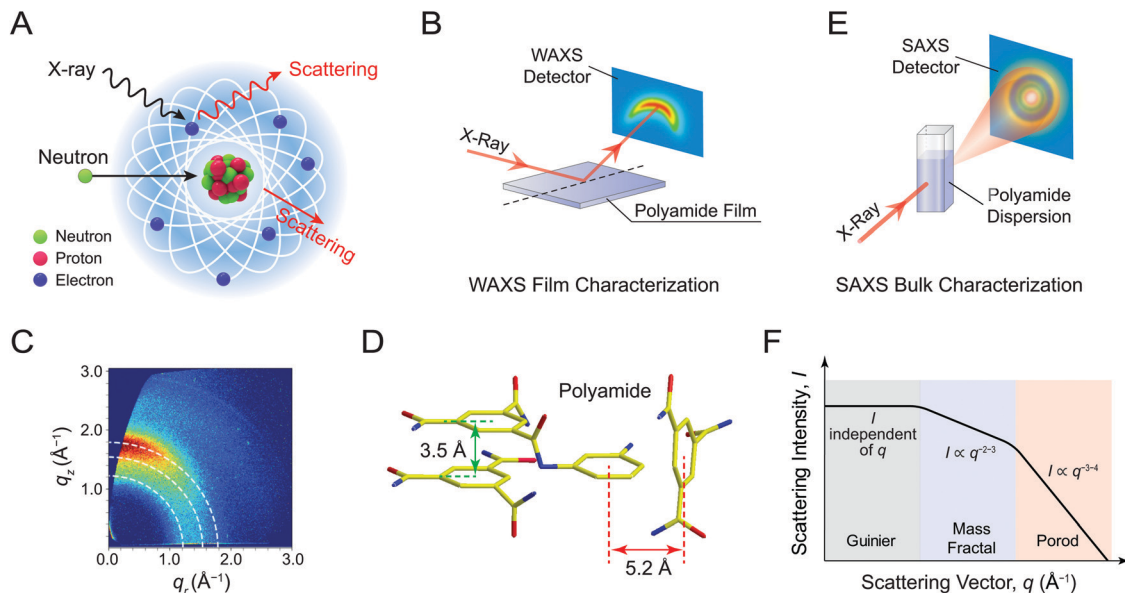 A
X-ray
Scattering
Neutron
Scattering
Neutron
Proton
Electron
B
WAXS
Detector
X-Ray
Polyamide Film
WAXS Film Characterization
E
SAXS
Detector
X-Ray
Polyamide
Dispersion
SAXS Bulk Characterization
C
3.0
2.0
1.0
q_z (Å⁻¹)
0.0 1.0 2.0 3.0
q_r (Å⁻¹)
D
Polyamide
3.5 Å
5.2 Å
F
Scattering Intensity, I
I
independent
of q
I ∝ q⁻²⁻³
I ∝ q⁻³⁻⁴
Guinier
Mass
Fractal
Porod
Scattering Vector, q (Å⁻¹)